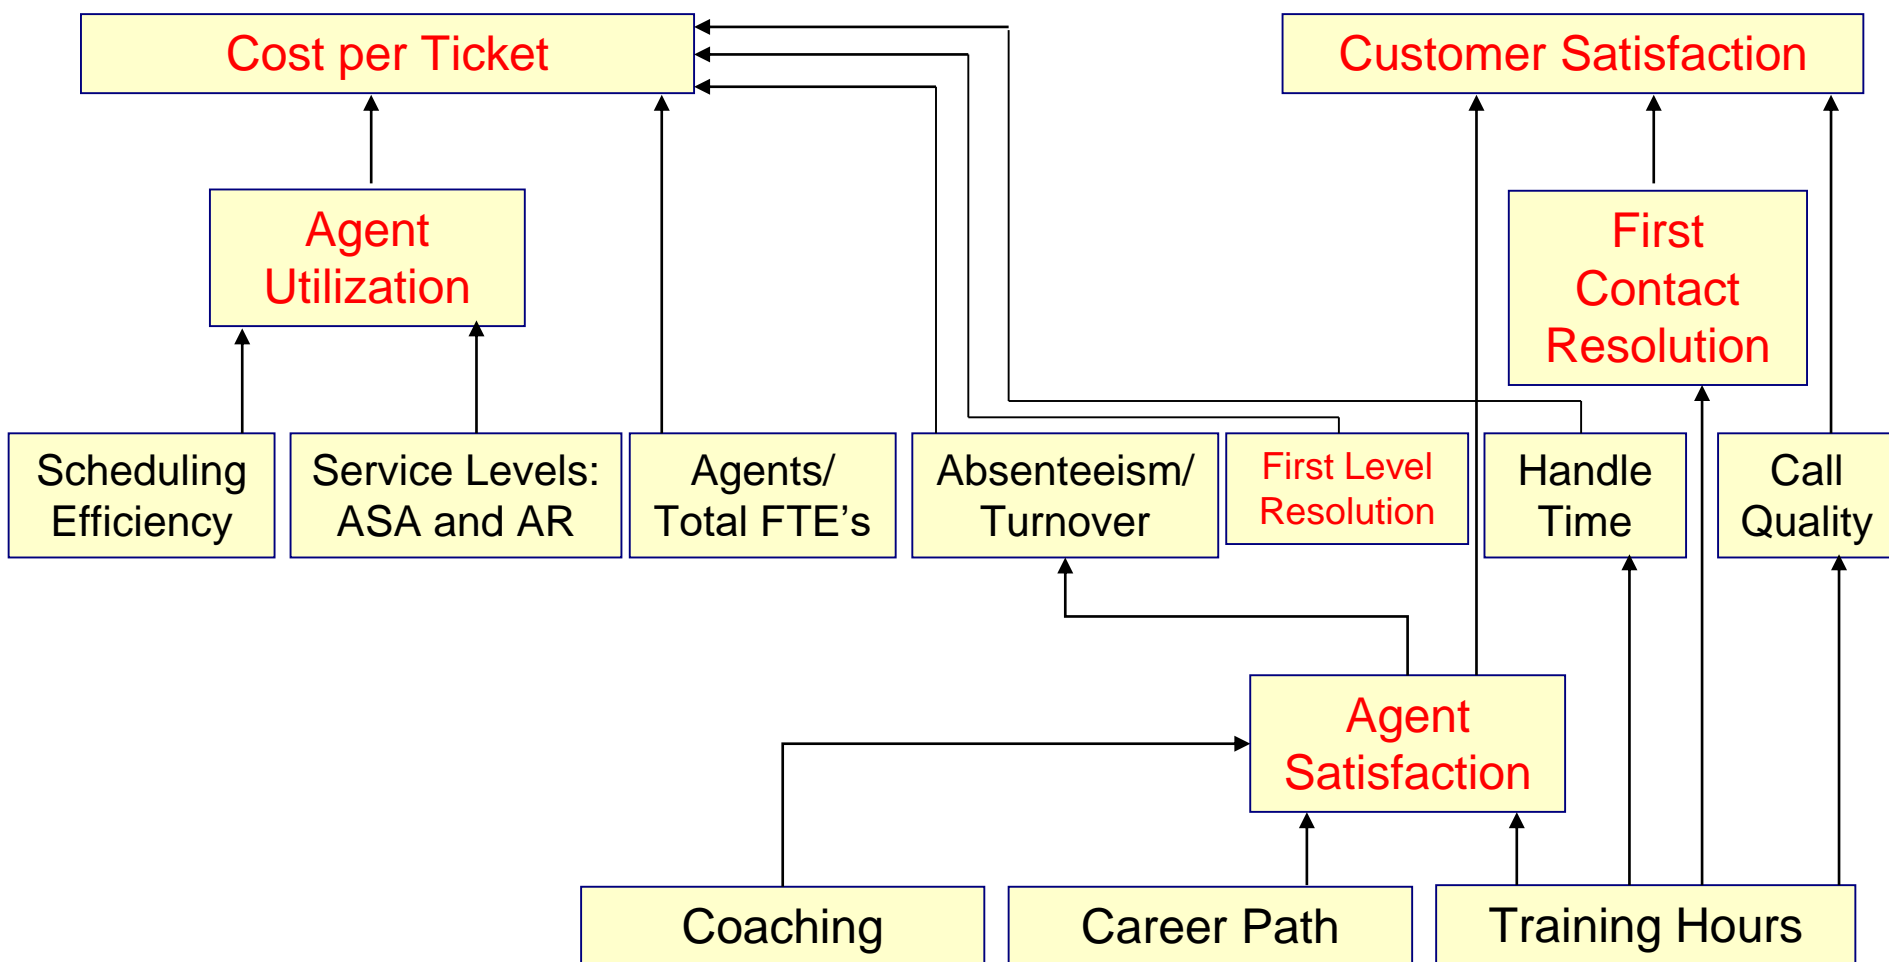 Cost per Ticket
Customer Satisfaction
Agent
Utilization
First
Contact
Resolution
Scheduling
Efficiency
Service Levels:
ASA and AR
Agents/
Total FTE’s
Absenteeism/
Turnover
First Level
Resolution
Handle
Time
Call
Quality
Agent
Satisfaction
Coaching
Career Path
Training Hours